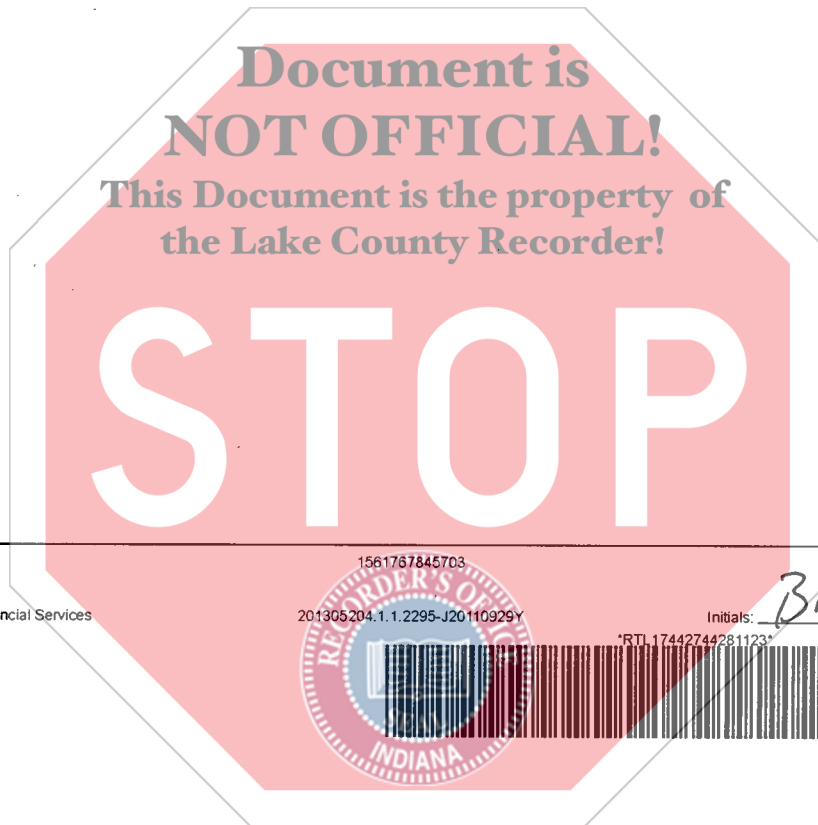 Document is
NOT OFFICIAL!
This Document is the property of
the Lake County Recorder!
STOP
1561767845703
ncial Services
201305204.1.1.2295-J20110929Y
Initials:
*RTL17442744281123*
RECORDER'S OFFICE
SEAL
INDIANA